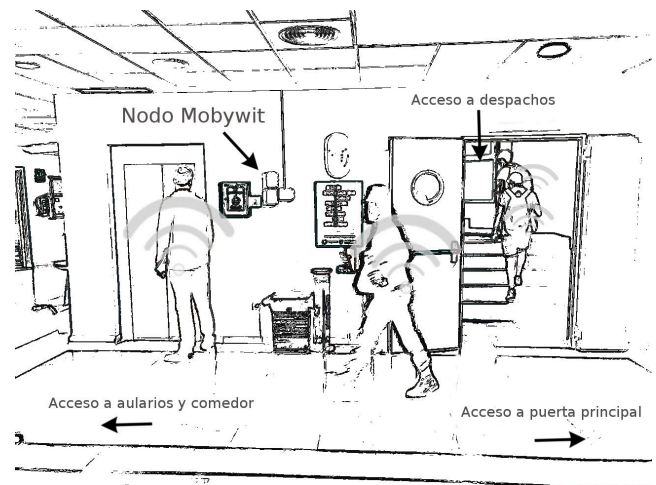 Nodo Mobywit
Acceso a despachos
Acceso a aularios y comedor
Acceso a puerta principal